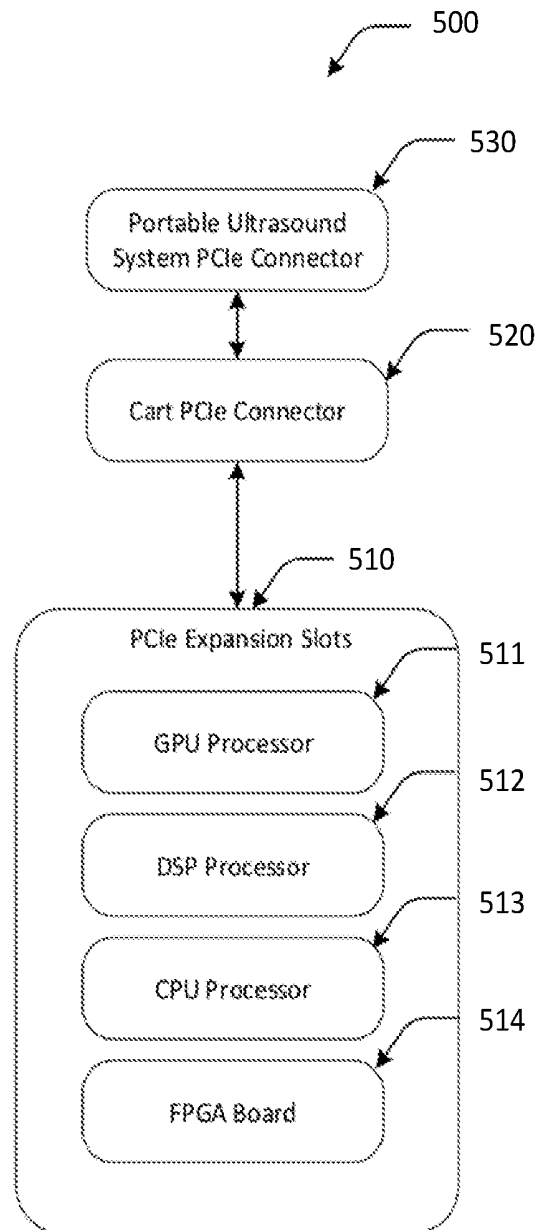 500
530
Portable Ultrasound
System PCIe Connector
520
Cart PCIe Connector
510
PCIe Expansion Slots
511
GPU Processor
512
DSP Processor
513
CPU Processor
514
FPGA Board